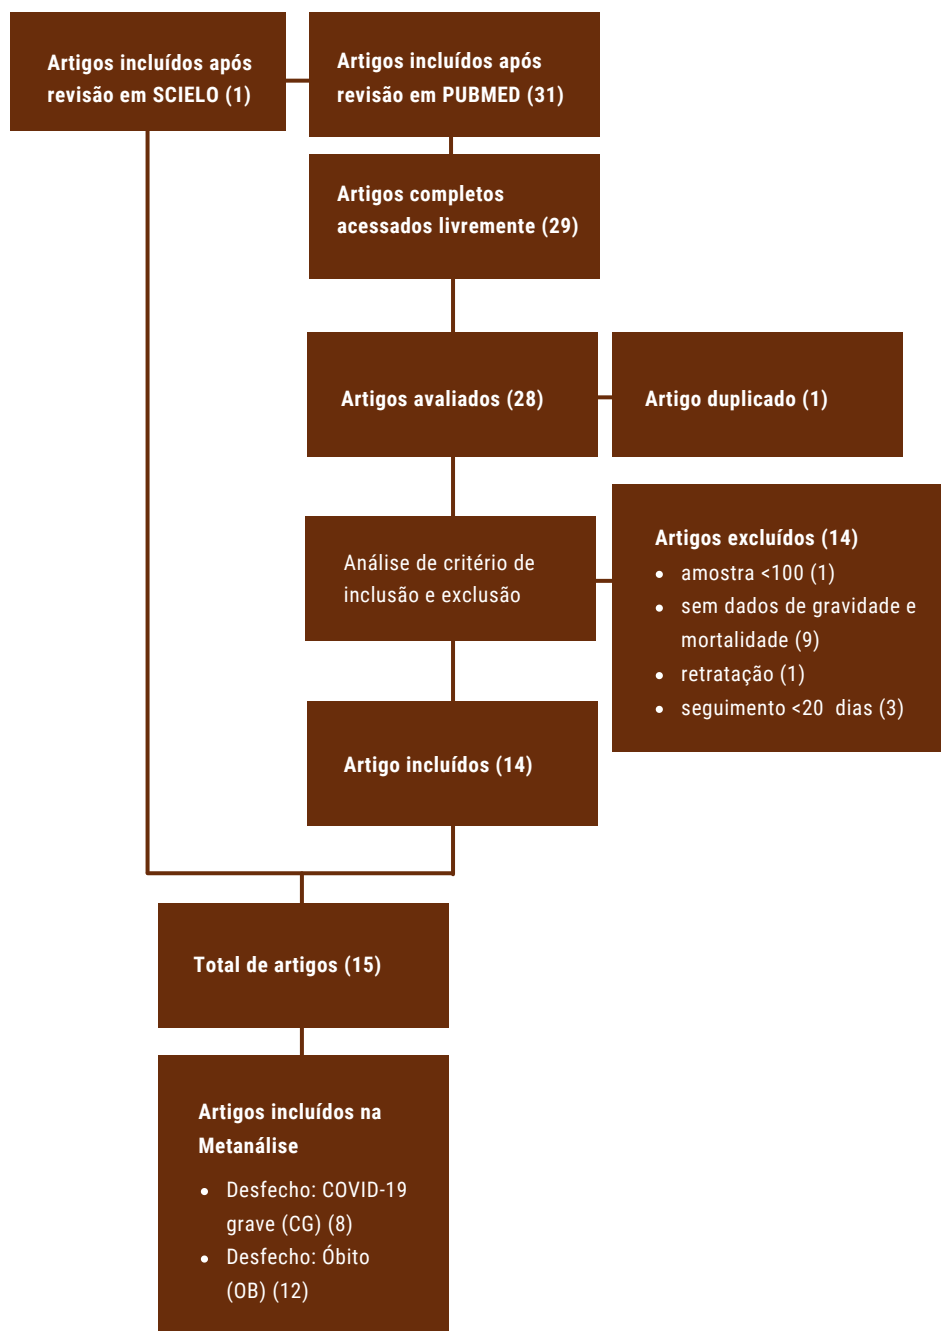 Artigos incluídos após
revisão em SCIELO (1)
Artigos incluídos após
revisão em PUBMED (31)
Artigos completos
acessados livremente (29)
Artigos avaliados (28)
Artigo duplicado (1)
Análise de critério de
inclusão e exclusão
Artigos excluídos (14)
• amostra <100 (1)
• sem dados de gravidade e
mortalidade (9)
• retratação (1)
• seguimento <20 dias (3)
Artigo incluídos (14)
Total de artigos (15)
Artigos incluídos na
Metanálise
• Desfecho: COVID-19
grave (CG) (8)
• Desfecho: Óbito
(OB) (12)